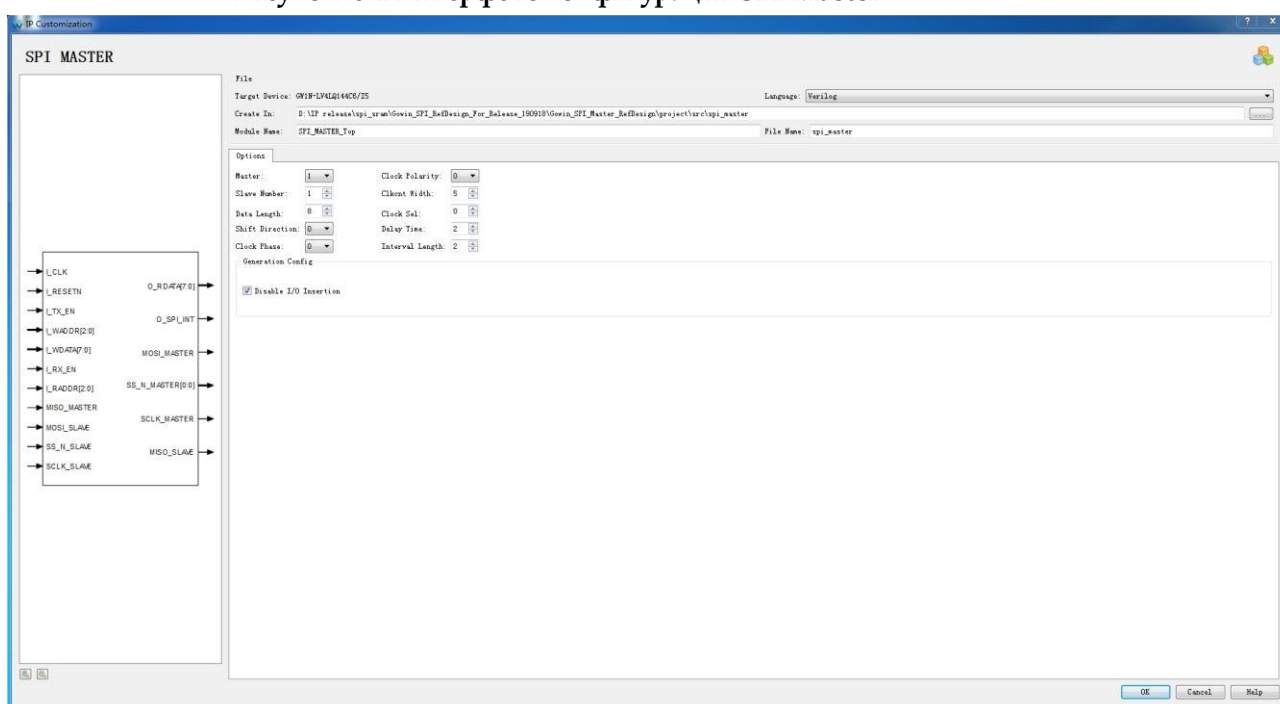 IP Customization
SPI MASTER
File
Target Device: GW1N-LV4LQ144C6/I5
Language: Verilog
Create In: D:\IP release\spi_sram\Gowin_SPI_RefDesign_For_Release_190918\Gowin_SPI_Master_RefDesign\project\src\spi_master
Module Name: SPI_MASTER_Top
File Name: spi_master
Options
Master: 1
Clock Polarity: 0
Slave Number: 1
Clkcnt Width: 5
Data Length: 8
Clock Sel: 0
Shift Direction: 0
Delay Time: 2
Clock Phase: 0
Interval Length: 2
Generation Config
Disable I/O Insertion
I_CLK
I_RESETN
I_TX_EN
I_WADDR[2:0]
I_WDATA[7:0]
I_RX_EN
I_RADDR[2:0]
MISO_MASTER
MOSI_SLAVE
SS_N_SLAVE
SCLK_SLAVE
O_RDATA[7:0]
O_SPI_INT
MOSI_MASTER
SS_N_MASTER[0:0]
SCLK_MASTER
MISO_SLAVE
OK
Cancel
Help